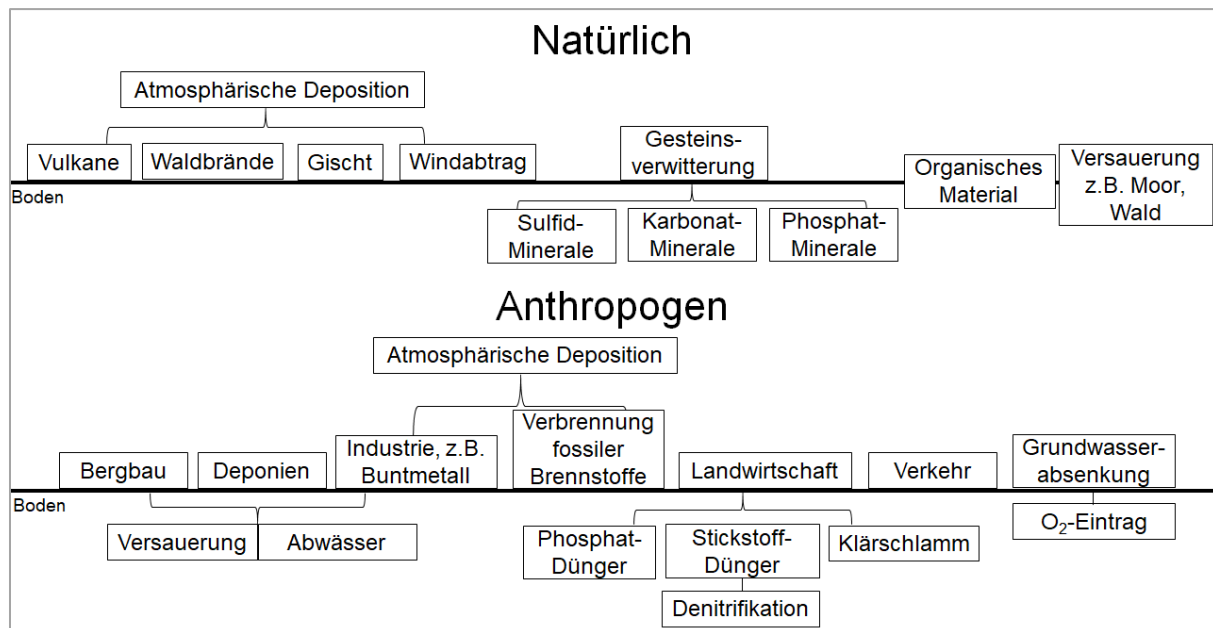 Natürlich
Atmosphärische Deposition
Vulkane
Waldbrände
Gischt
Windabtrag
Gesteins-
verwitterung
Organisches
Material
Versauerung
z.B. Moor,
Wald
Boden
Sulfid-
Minerale
Karbonat-
Minerale
Phosphat-
Minerale
Anthropogen
Atmosphärische Deposition
Bergbau
Deponien
Industrie, z.B.
Buntmetall
Verbrennung
fossiler
Brennstoffe
Landwirtschaft
Verkehr
Grundwasser-
absenkung
Boden
Versauerung
Abwässer
Phosphat-
Dünger
Stickstoff-
Dünger
Klärschlamm
O₂-Eintrag
Denitrifikation